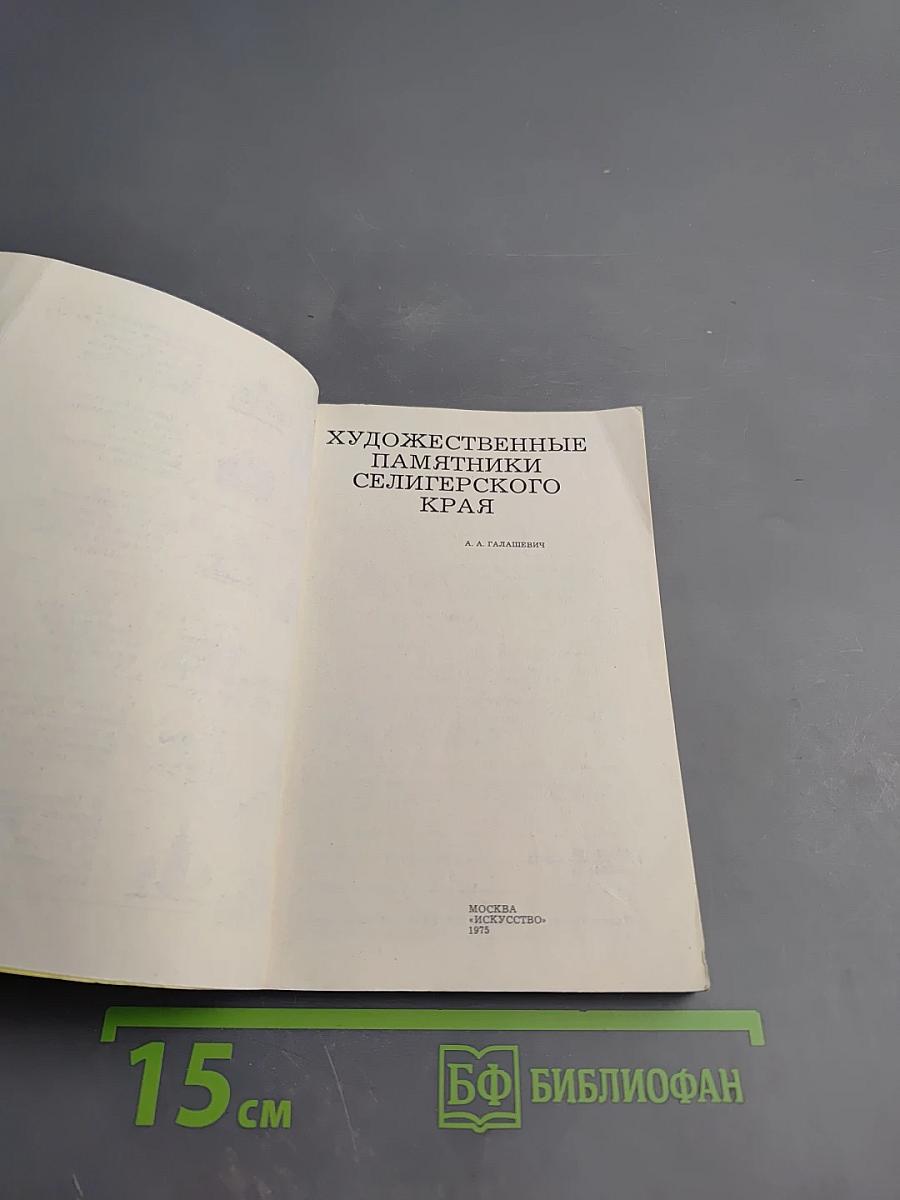 ХУДОЖЕСТВЕННЫЕ
ПАМЯТНИКИ
СЕЛИГЕРСКОГО
КРАЯ
А. А. ГАЛАШЕВИЧ
МОСКВА
«ИСКУССТВО»
1975
15 см
БФ БИБЛИОФАН